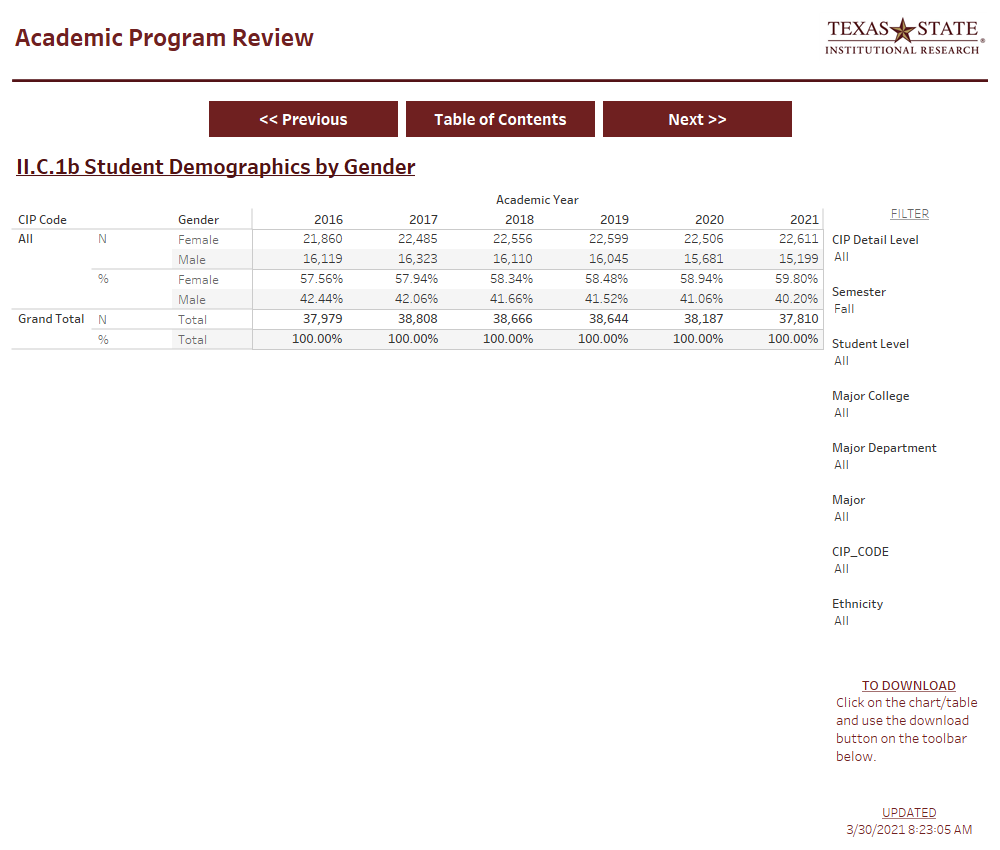 Academic Program Review
TEXAS STATE®
INSTITUTIONAL RESEARCH
<< Previous
Table of Contents
Next >>
II.C.1b Student Demographics by Gender
Academic Year
CIP Code Gender 2016 2017 2018 2019 2020 2021
All N Female 21,860 22,485 22,556 22,599 22,506 22,611
Male 16,119 16,323 16,110 16,045 15,681 15,199
% Female 57.56% 57.94% 58.34% 58.48% 58.94% 59.80%
Male 42.44% 42.06% 41.66% 41.52% 41.06% 40.20%
Grand Total N Total 37,979 38,808 38,666 38,644 38,187 37,810
% Total 100.00% 100.00% 100.00% 100.00% 100.00% 100.00%
FILTER
CIP Detail Level
All
Semester
Fall
Student Level
All
Major College
All
Major Department
All
Major
All
CIP_CODE
All
Ethnicity
All
TO DOWNLOAD
Click on the chart/table
and use the download
button on the toolbar
below.
UPDATED
3/30/2021 8:23:05 AM